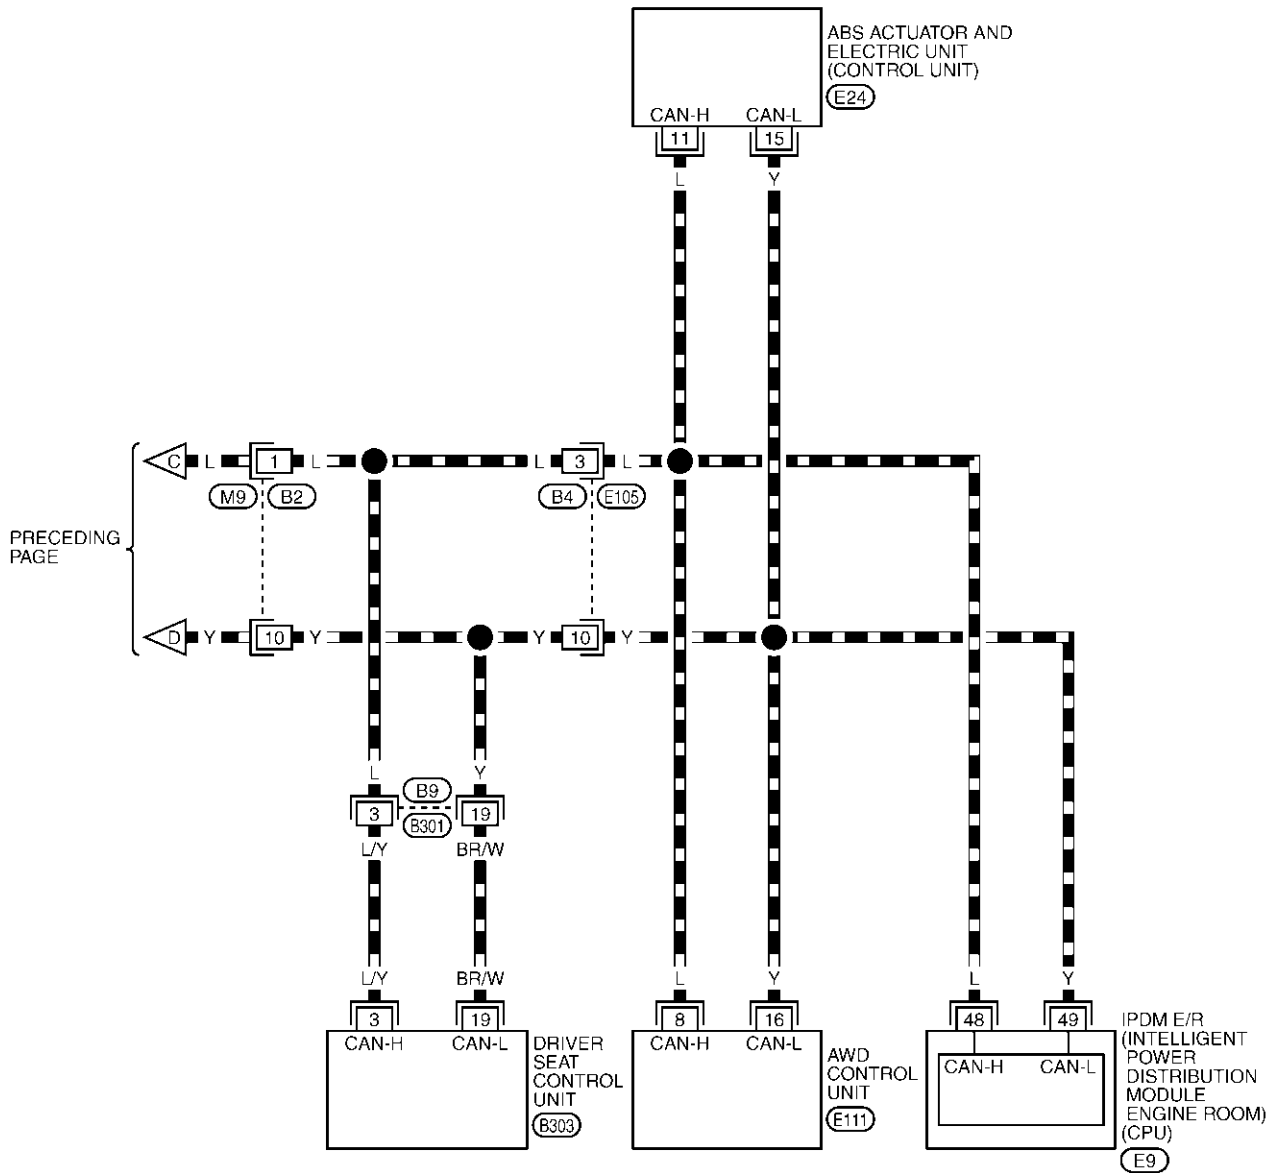 ABS ACTUATOR AND
ELECTRIC UNIT
(CONTROL UNIT)
E24
CAN-H CAN-L
11 15
L Y
C L 1 L L 3 L
M9 B2 B4 E105
PRECEDING
PAGE
D Y 10 Y Y 10 Y
L Y
B9
3 19
B301
L/Y BR/W
L/Y BR/W L Y L Y
3 19 8 16 48 49
CAN-H CAN-L
DRIVER
SEAT
CONTROL
UNIT
B303
CAN-H CAN-L
AWD
CONTROL
UNIT
E111
CAN-H CAN-L
IPDM E/R
(INTELLIGENT
POWER
DISTRIBUTION
MODULE
ENGINE ROOM)
(CPU)
E9